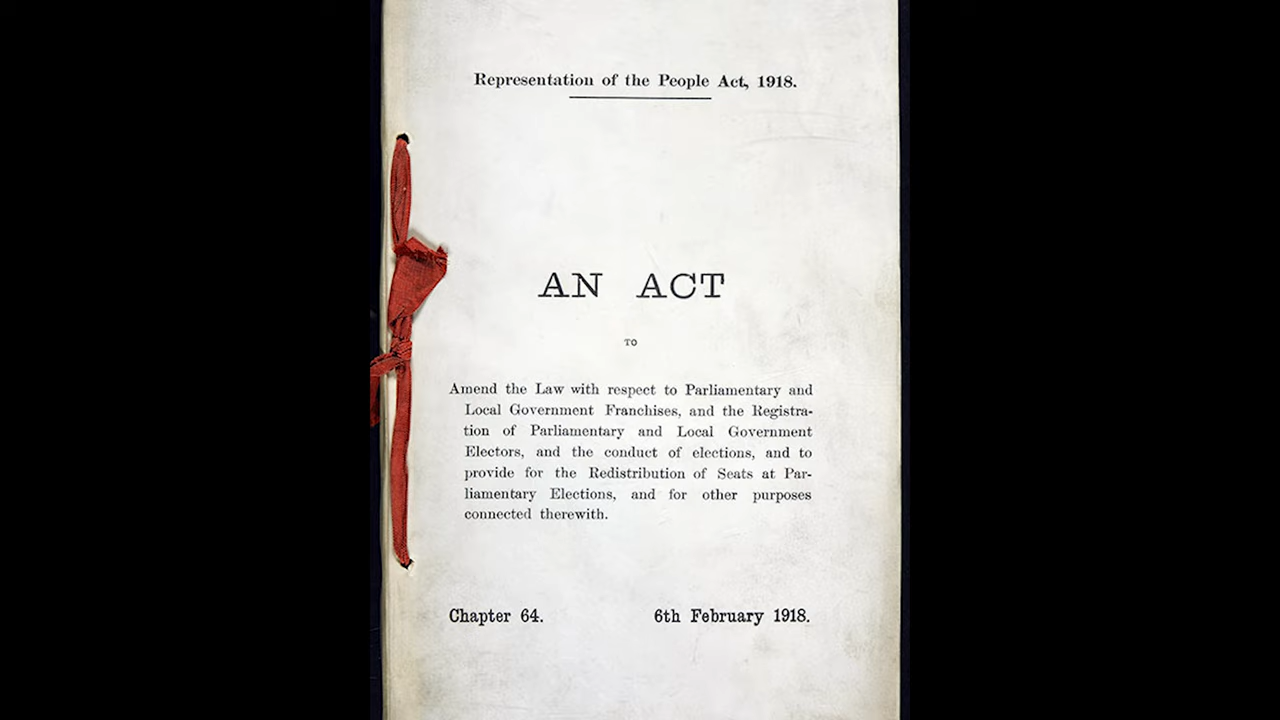 Representation of the People Act, 1918.
AN ACT
TO
Amend the Law with respect to Parliamentary and
Local Government Franchises, and the Registra-
tion of Parliamentary and Local Government
Electors, and the conduct of elections, and to
provide for the Redistribution of Seats at Par-
liamentary Elections, and for other purposes
connected therewith.
Chapter 64. 6th February 1918.